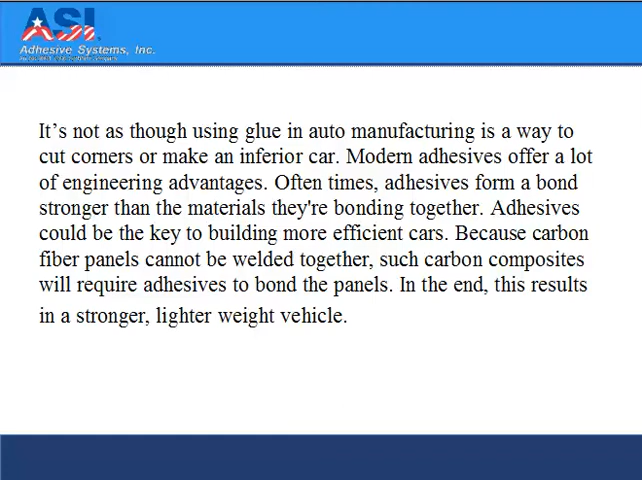 ASI
Adhesive Systems, Inc.
It’s not as though using glue in auto manufacturing is a way to
cut corners or make an inferior car. Modern adhesives offer a lot
of engineering advantages. Often times, adhesives form a bond
stronger than the materials they're bonding together. Adhesives
could be the key to building more efficient cars. Because carbon
fiber panels cannot be welded together, such carbon composites
will require adhesives to bond the panels. In the end, this results
in a stronger, lighter weight vehicle.